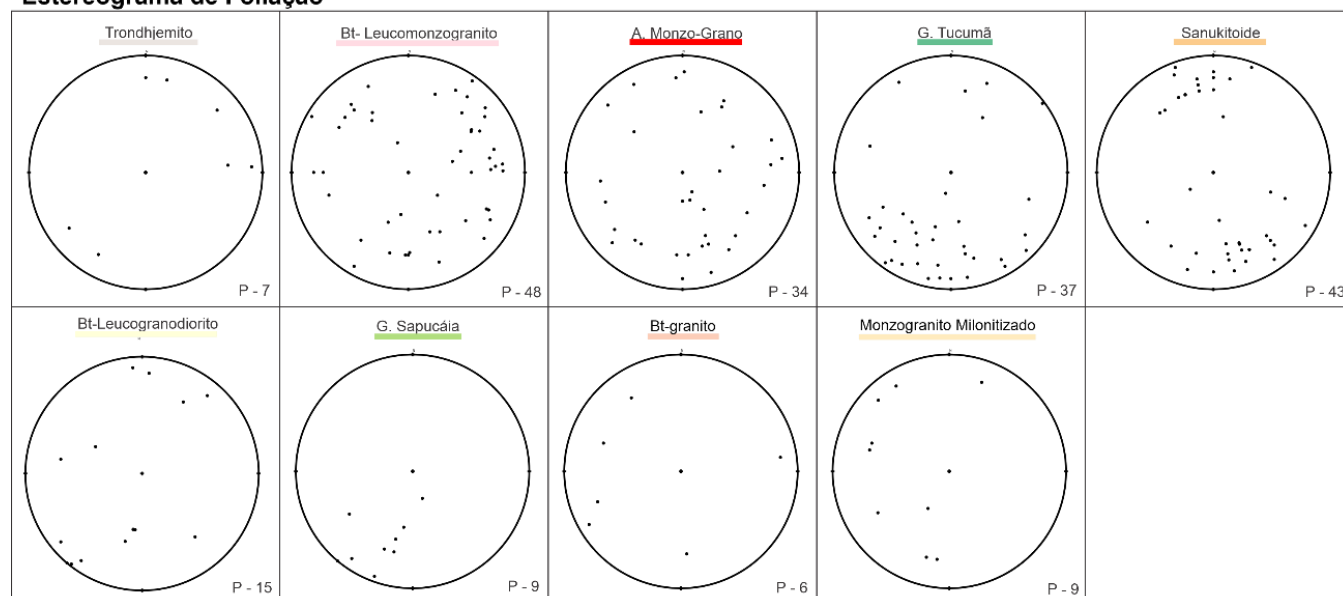 Estereograma de Foliação
Trondhjemito
P - 7
Bt- Leucomonzogranito
P - 48
A. Monzo-Grano
P - 34
G. Tucumã
P - 37
Sanukitoide
P - 43
Bt-Leucogranodiorito
P - 15
G. Sapucáia
P - 9
Bt-granito
P - 6
Monzogranito Milonitizado
P - 9